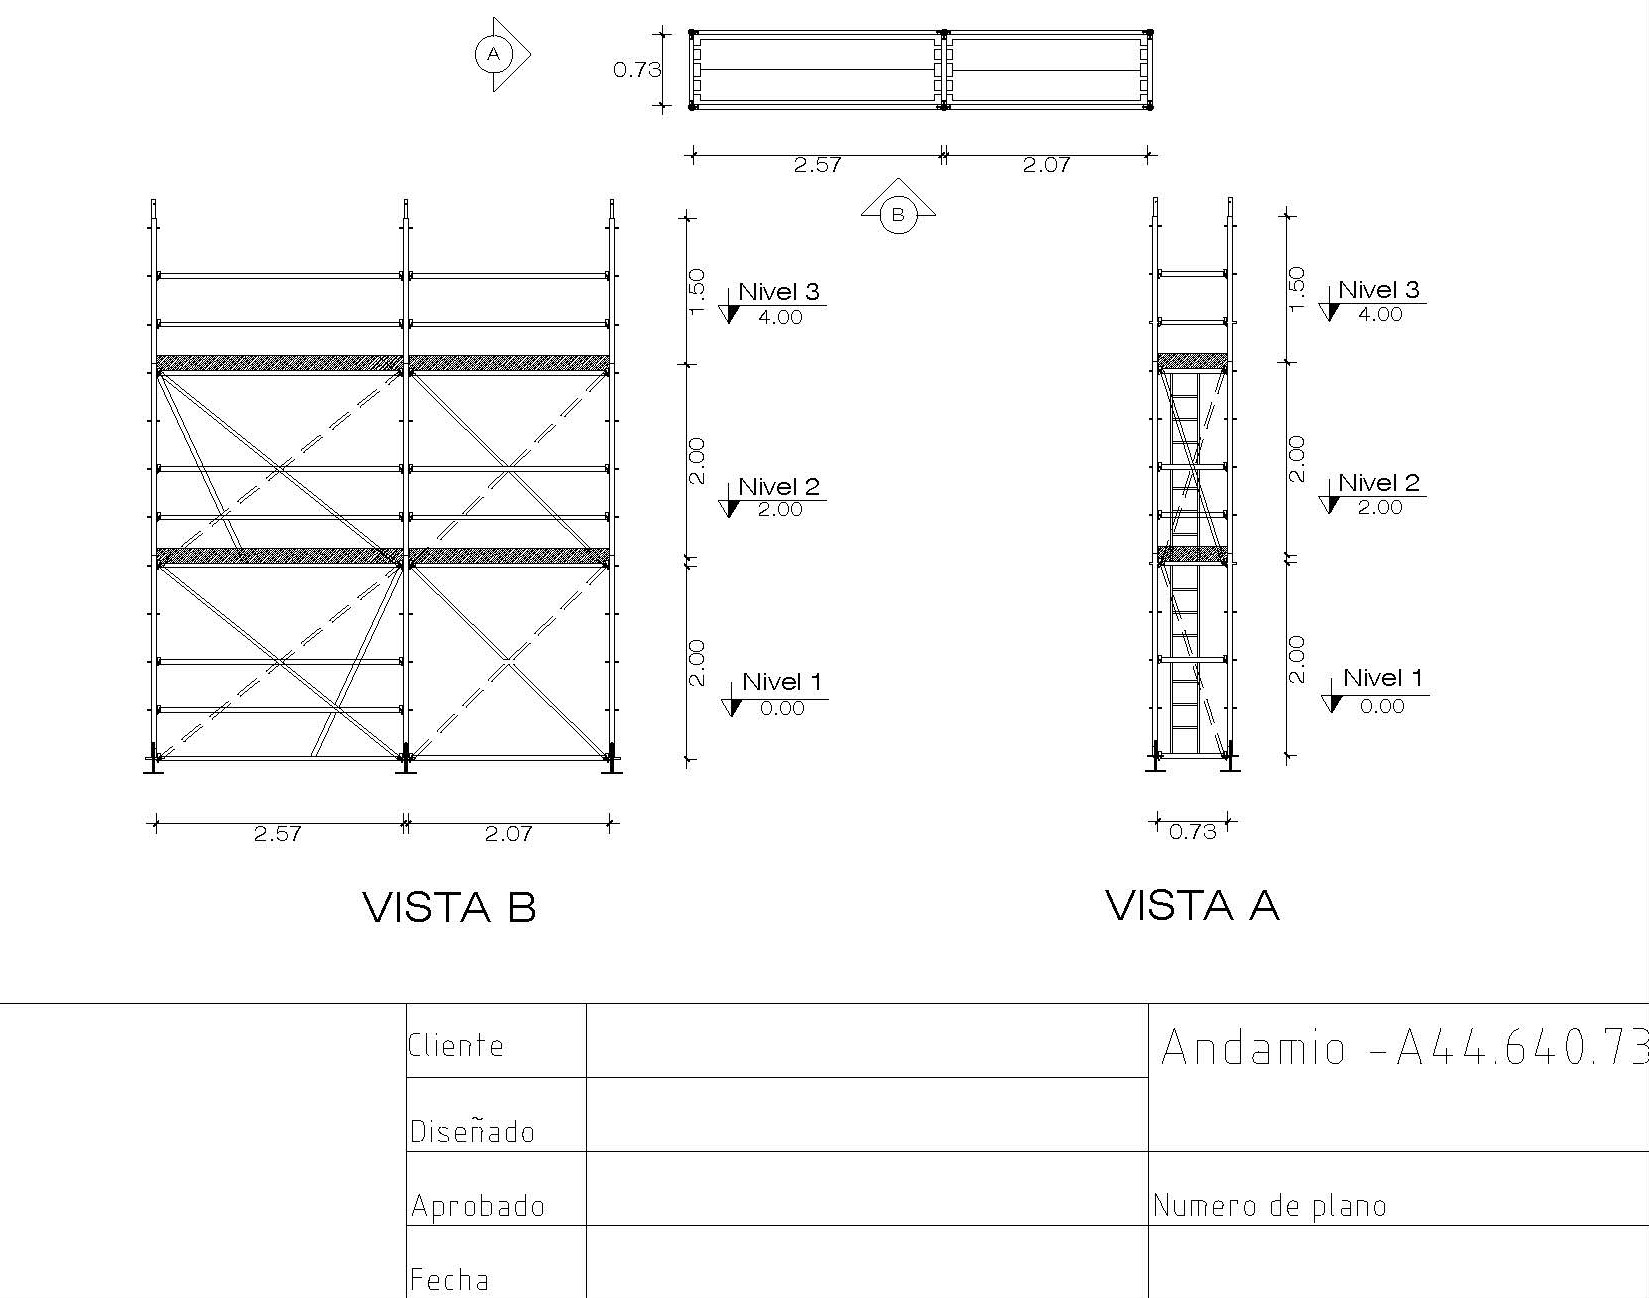 A
0.73
2.57
2.07
B
1.50
Nivel 3
4.00
2.00
Nivel 2
2.00
2.00
Nivel 1
0.00
2.57
2.07
VISTA B
1.50
Nivel 3
4.00
2.00
Nivel 2
2.00
2.00
Nivel 1
0.00
0.73
VISTA A
Cliente
Andamio -A44.640.73
Diseñado
Aprobado
Numero de plano
Fecha